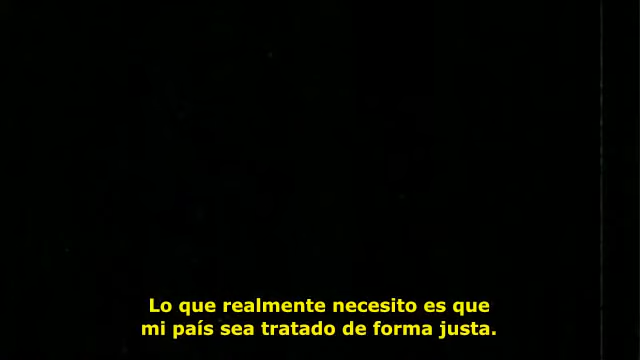 Lo que realmente necesito es que
mi país sea tratado de forma justa.